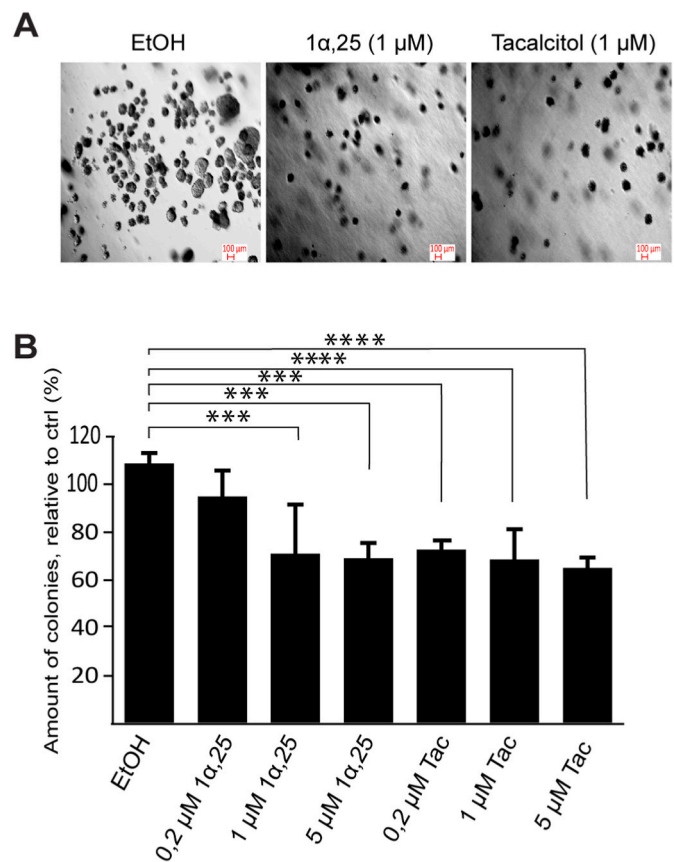 A
EtOH 1α,25 (1 µM) Tacalcitol (1 µM)
100 µm 100 µm 100 µm
B
Amount of colonies, relative to ctrl (%)
****
****
***
***
***
120
100
80
60
40
20
EtOH 0,2 µM 1α,25 1 µM 1α,25 5 µM 1α,25 0,2 µM Tac 1 µM Tac 5 µM Tac